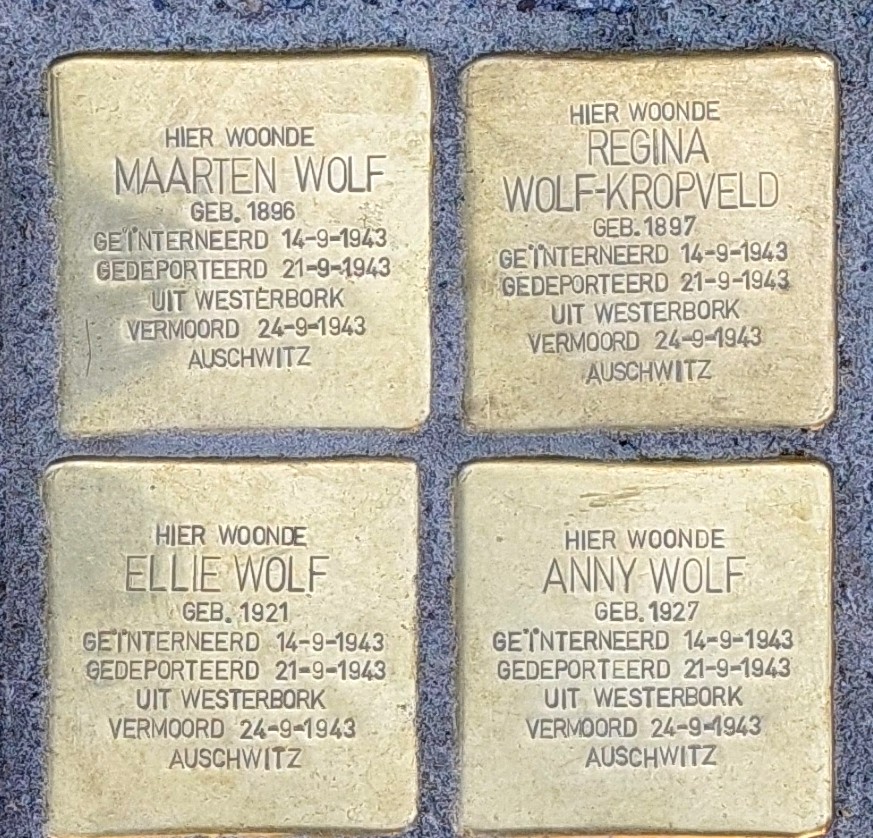 HIER WOONDE
MAARTEN WOLF
GEB. 1896
GEÏNTERNEERD 14-9-1943
GEDEPORTEERD 21-9-1943
UIT WESTERBORK
VERMOORD 24-9-1943
AUSCHWITZ
HIER WOONDE
REGINA
WOLF-KROPVELD
GEB. 1897
GEÏNTERNEERD 14-9-1943
GEDEPORTEERD 21-9-1943
UIT WESTERBORK
VERMOORD 24-9-1943
AUSCHWITZ
HIER WOONDE
ELLIE WOLF
GEB. 1921
GEÏNTERNEERD 14-9-1943
GEDEPORTEERD 21-9-1943
UIT WESTERBORK
VERMOORD 24-9-1943
AUSCHWITZ
HIER WOONDE
ANNY WOLF
GEB. 1927
GEÏNTERNEERD 14-9-1943
GEDEPORTEERD 21-9-1943
UIT WESTERBORK
VERMOORD 24-9-1943
AUSCHWITZ